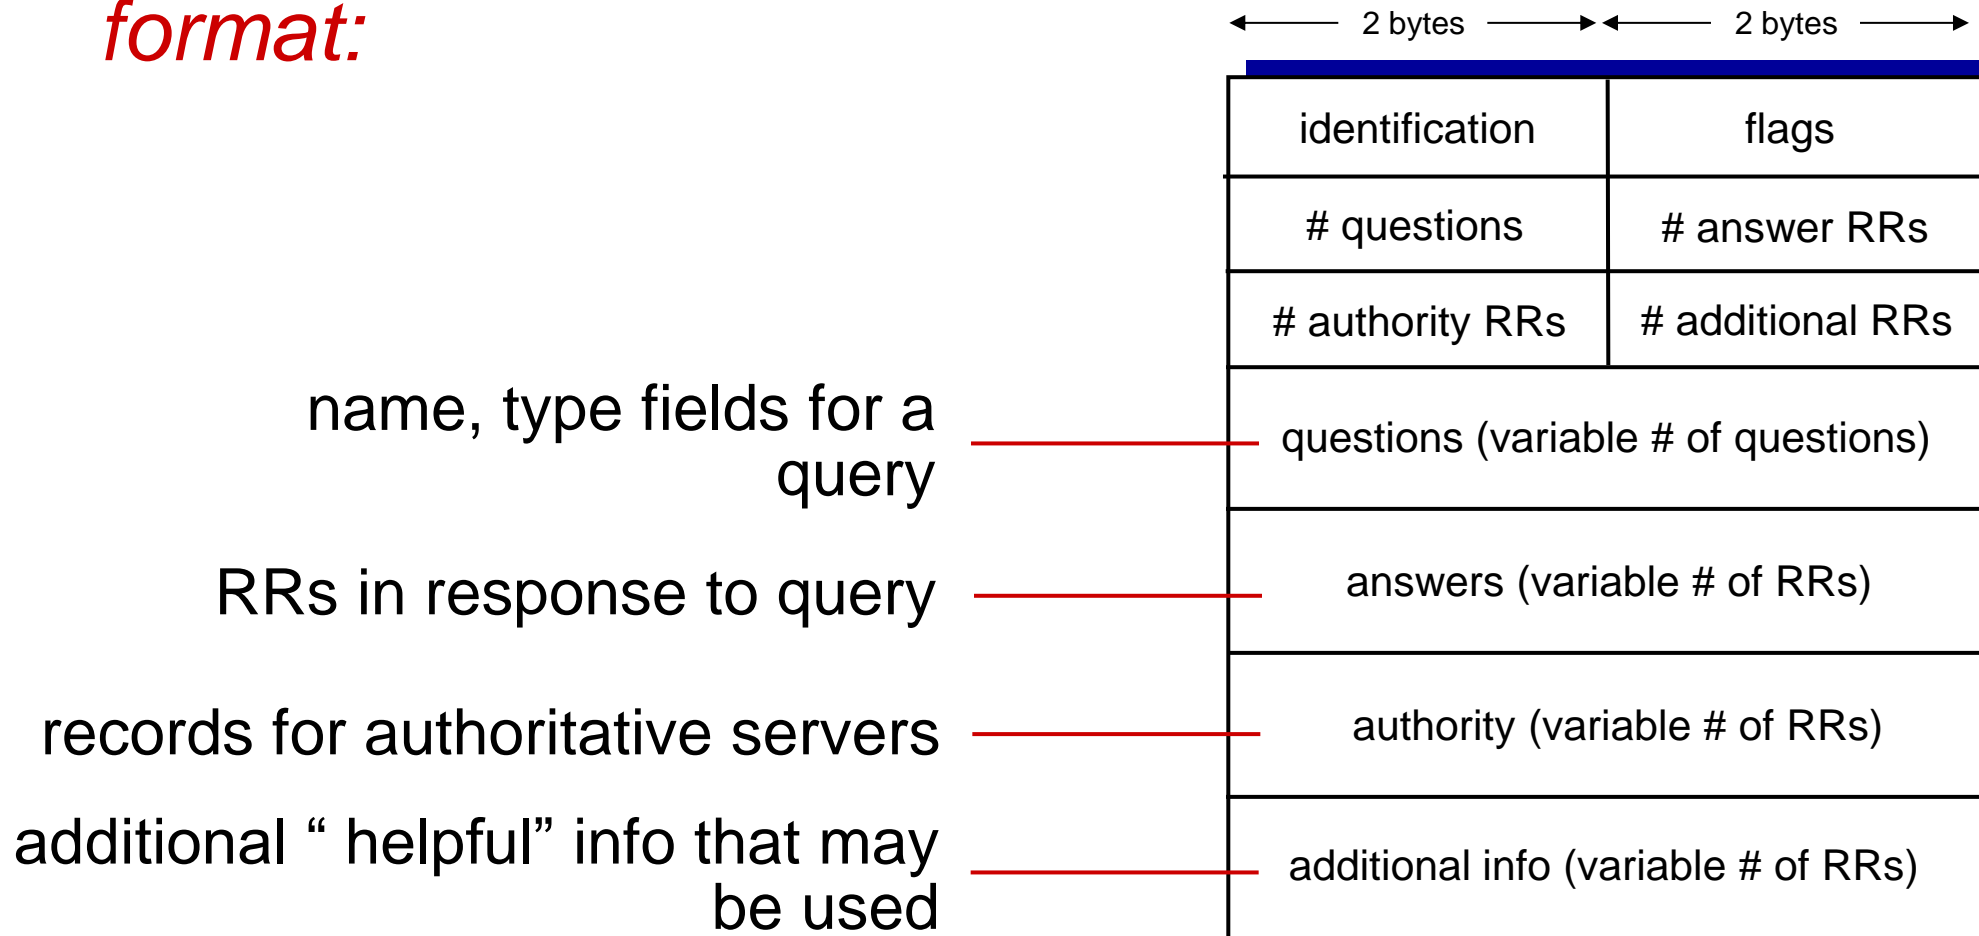 format:
2 bytes 2 bytes
identification flags
# questions # answer RRs
# authority RRs # additional RRs
name, type fields for a
query
questions (variable # of questions)
RRs in response to query
answers (variable # of RRs)
records for authoritative servers
authority (variable # of RRs)
additional “ helpful” info that may
be used
additional info (variable # of RRs)